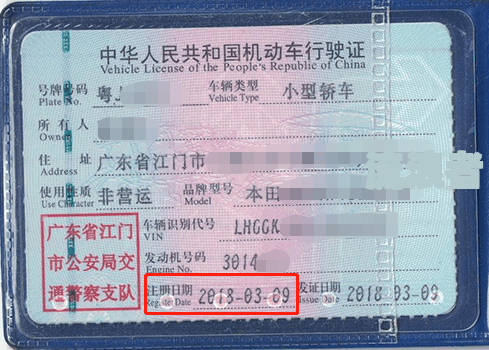 中华人民共和国机动车行驶证
Vehicle License of the People's Republic of China
号牌号码 粤J 车辆类型 小型轿车
Plate No. Vehicle Type
所有人
Owner
住址 广东省江门市
Address
使用性质 非营运 品牌型号 本田
Use Character Model
广东省江门 车辆识别代号 LHGCK
VIN
市公安局交 发动机号码 3014
Engine No.
通警察支队 注册日期 2018-03-09 发证日期 2018-03-09
Register Date Issue Date